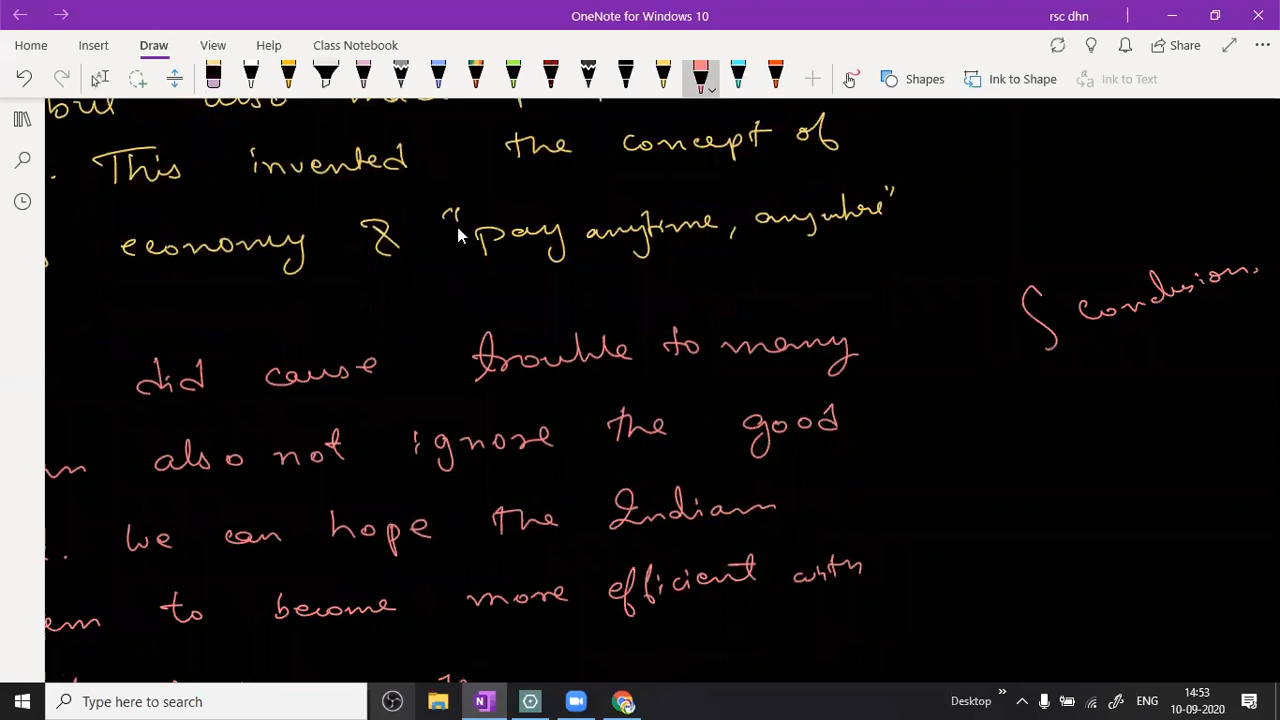 OneNote for Windows 10
rsc dhn
Home Insert Draw View Help Class Notebook
Share
Shapes Ink to Shape Ink to Text
but also
. This invented the concept of
economy & "pay anytime, anywhere"
conclusion.
did cause trouble to many
also not ignore the good
. we can hope the Indian
em to become more efficient with
Type here to search
Desktop
ENG
14:53
10-09-2020